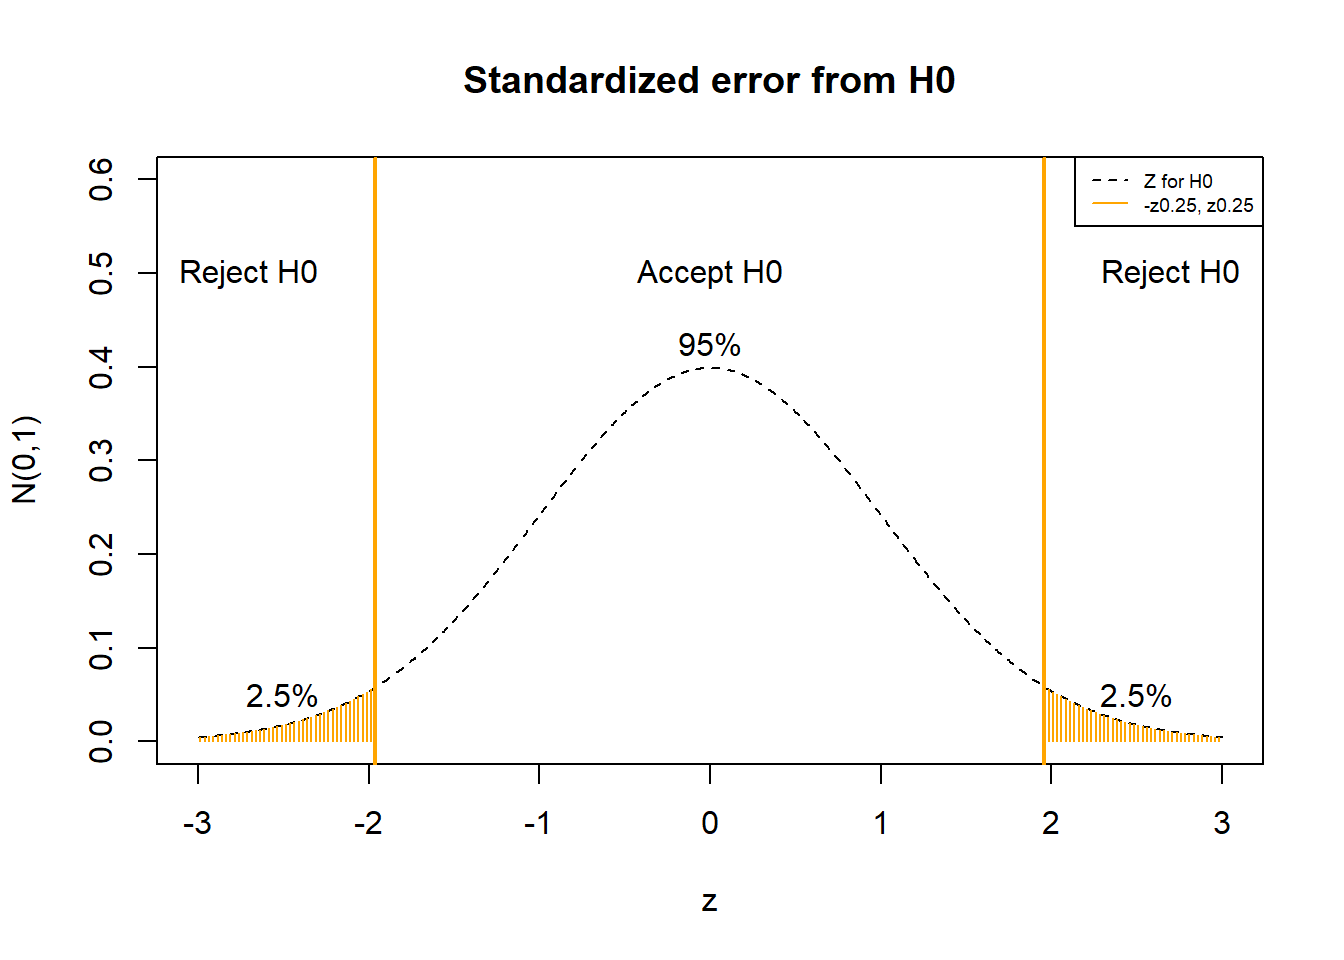 Standardized error from H0
Z for H0
-z0.25, z0.25
Reject H0
Accept H0
Reject H0
95%
2.5%
2.5%
N(0,1)
0.6
0.5
0.4
0.3
0.2
0.1
0.0
-3
-2
-1
0
1
2
3
z